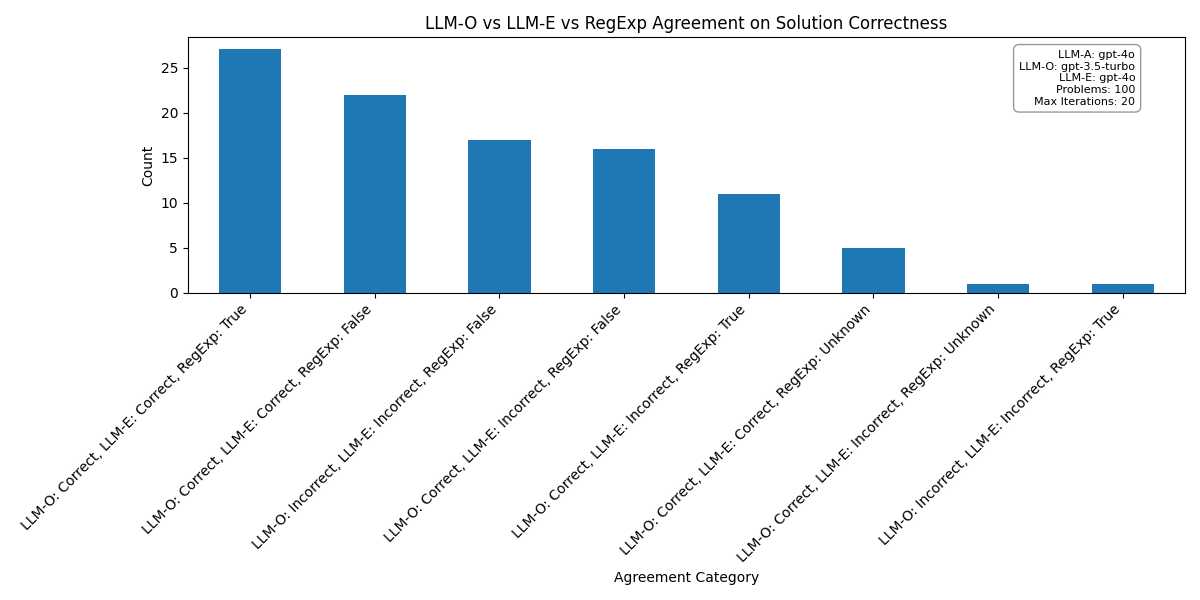 LLM-O vs LLM-E vs RegExp Agreement on Solution Correctness
LLM-A: gpt-4o
LLM-O: gpt-3.5-turbo
LLM-E: gpt-4o
Problems: 100
Max Iterations: 20
Count
25
20
15
10
5
0
LLM-O: Correct, LLM-E: Correct, RegExp: True
LLM-O: Correct, LLM-E: Correct, RegExp: False
LLM-O: Incorrect, LLM-E: Incorrect, RegExp: False
LLM-O: Correct, LLM-E: Incorrect, RegExp: False
LLM-O: Correct, LLM-E: Incorrect, RegExp: True
LLM-O: Correct, LLM-E: Correct, RegExp: Unknown
LLM-O: Correct, LLM-E: Incorrect, RegExp: Unknown
LLM-O: Incorrect, LLM-E: Incorrect, RegExp: True
Agreement Category